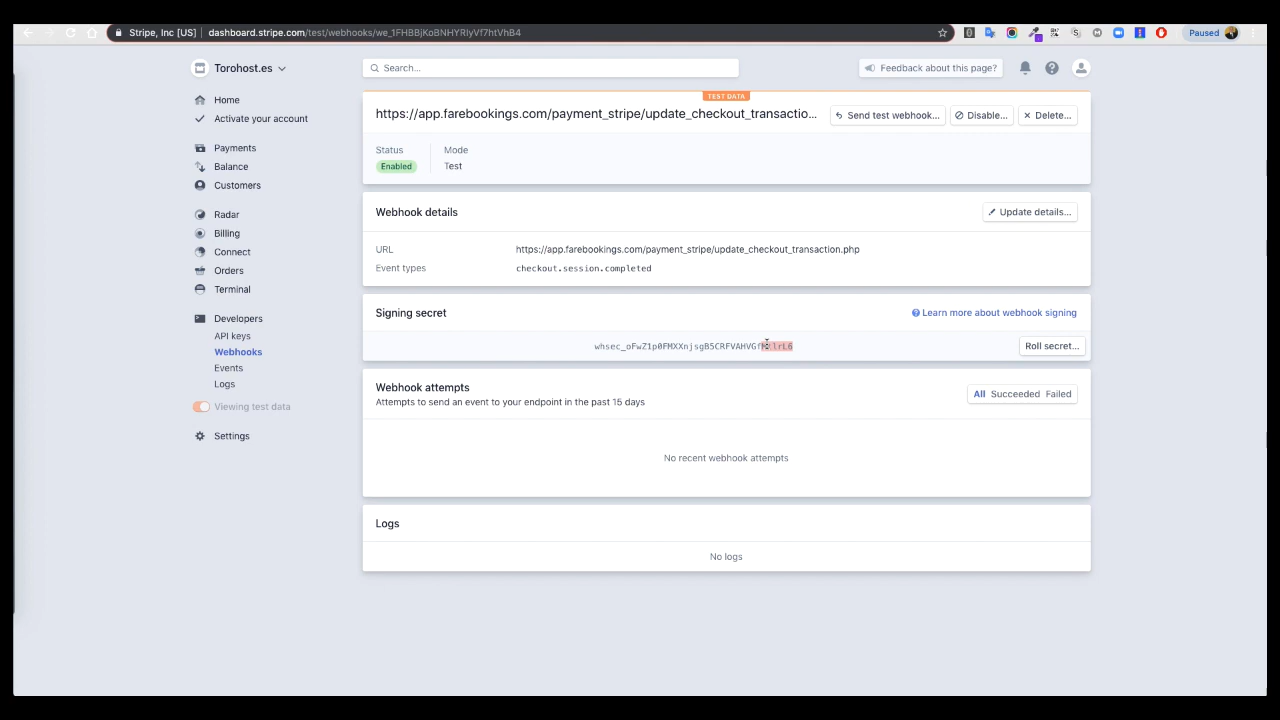 Stripe, Inc [US] | dashboard.stripe.com/test/webhooks/we_1FHBBjKoBNHYRIyVf7htVhB4
Paused
Torohost.es
Search...
Feedback about this page?
Home
Activate your account
Payments
Balance
Customers
Radar
Billing
Connect
Orders
Terminal
Developers
API keys
Webhooks
Events
Logs
Viewing test data
Settings
TEST DATA
https://app.farebookings.com/payment_stripe/update_checkout_transactio...
Send test webhook...
Disable...
Delete...
Status
Mode
Enabled
Test
Webhook details
Update details...
URL
https://app.farebookings.com/payment_stripe/update_checkout_transaction.php
Event types
checkout.session.completed
Signing secret
Learn more about webhook signing
Roll secret...
Webhook attempts
Attempts to send an event to your endpoint in the past 15 days
All Succeeded Failed
No recent webhook attempts
Logs
No logs